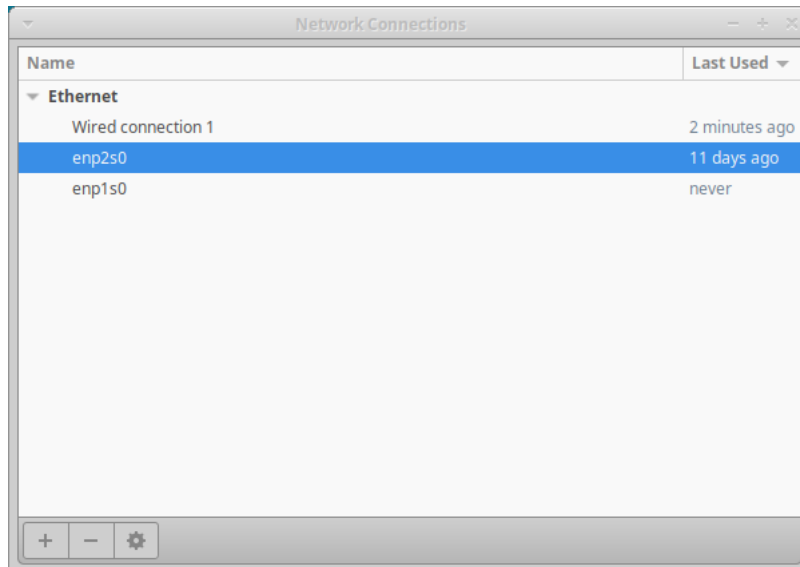 Network Connections
Name Last Used
Ethernet
Wired connection 1 2 minutes ago
enp2s0 11 days ago
enp1s0 never